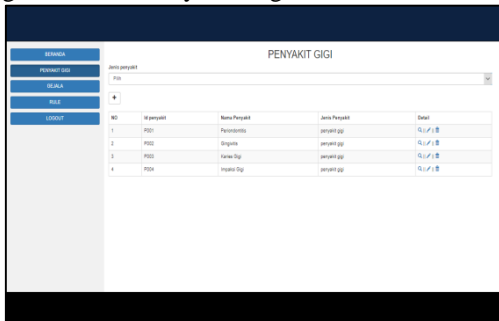 BERANDA
PENYAKIT GIGI
GEJALA
RULE
LOGOUT
PENYAKIT GIGI
Jenis penyakit
Pilih
+
NO Id penyakit Nama Penyakit Jenis Penyakit Detail
1 P001 Periondontitis penyakit gigi | |
2 P002 Gingivitis penyakit gigi | |
3 P003 Karies Gigi penyakit gigi | |
4 P004 Impaksi Gigi penyakit gigi | |